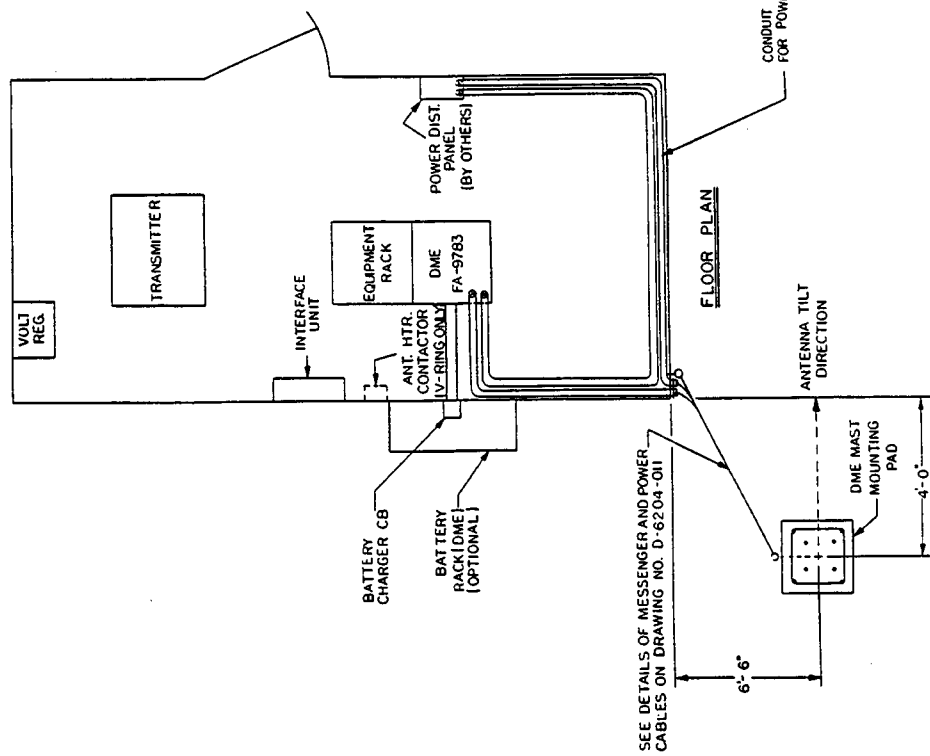 VOLT
REG.
TRANSMITTER
INTERFACE
UNIT
EQUIPMENT
RACK
DME
FA-9783
ANT. HTR.
CONTACTOR
(V-RING ONLY)
POWER DIST.
PANEL
(BY OTHERS)
BATTERY
CHARGER CB
BATTERY
RACK (DME)
(OPTIONAL)
CONDUIT
FOR
FLOOR PLAN
ANTENNA TILT
DIRECTION
SEE DETAILS OF MESSENGER AND POWER
CABLES ON DRAWING NO. D-6204-011
DME MAST
MOUNTING
PAD
4'-0"
6'-6"